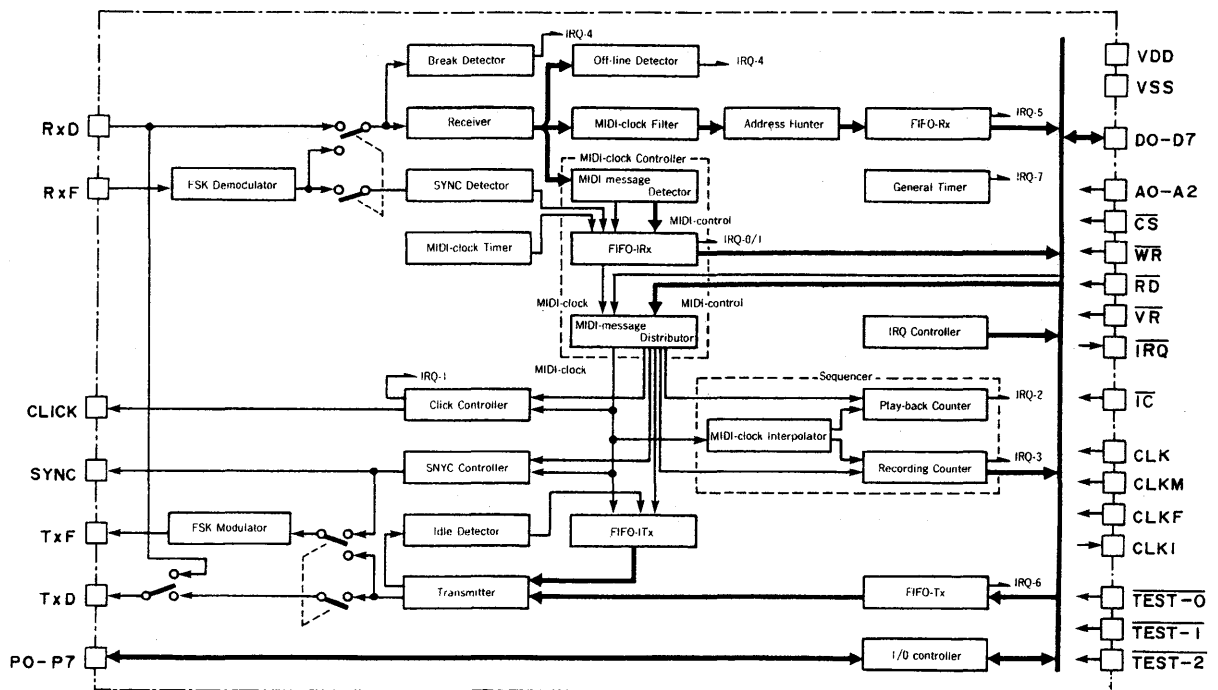 IRQ-4
Break Detector
Off-line Detector
IRQ-4
VDD
VSS
RxD
Receiver
MIDI-clock Filter
Address Hunter
FIFO-Rx
IRQ-5
DO-D7
MIDI-clock Controller
RxF
FSK Demodulator
SYNC Detector
MIDI message
Detector
General Timer
IRQ-7
AO-A2
CS
MIDI-control
MIDI-clock Timer
FIFO-IRx
IRQ-0/1
WR
RD
MIDI-clock
MIDI-control
VR
MIDI-message
Distributor
IRQ Controller
IRQ
MIDI-clock
IRQ-1
Sequencer
CLICK
Click Controller
Play-back Counter
IRQ-2
IC
MIDI-clock Interpolator
SYNC
SNYC Controller
Recording Counter
IRQ-3
CLK
CLKM
TxF
FSK Modulator
Idle Detector
FIFO-ITx
CLKF
CLKI
TxD
Transmitter
FIFO-Tx
IRQ-6
TEST-0
TEST-1
PO-P7
I/O controller
TEST-2